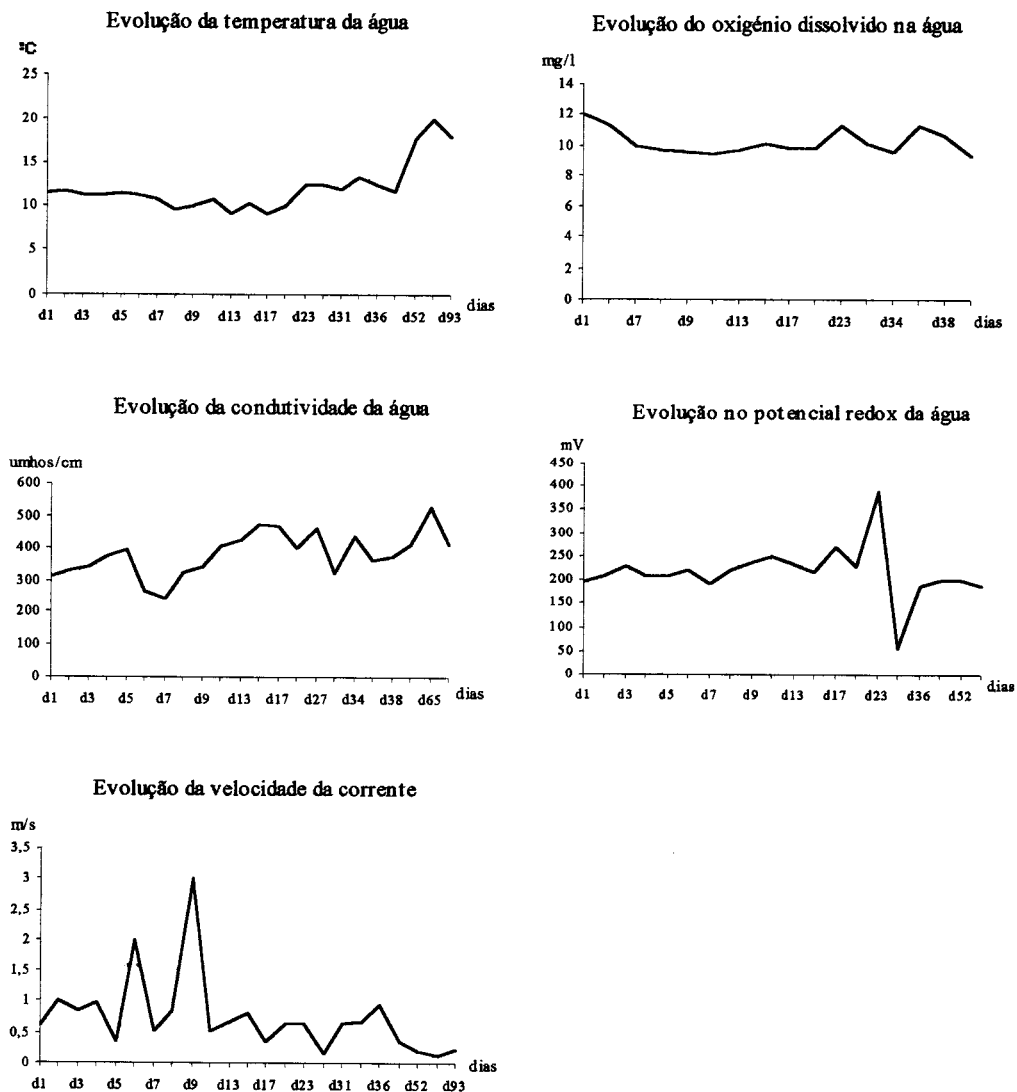 Evolução da temperatura da água
ºC
25
20
15
10
5
0
d1 d3 d5 d7 d9 d13 d17 d23 d31 d36 d52 d93 dias
Evolução do oxigénio dissolvido na água
mg/l
14
12
10
8
6
4
2
0
d1 d7 d9 d13 d17 d23 d34 d38 dias
Evolução da condutividade da água
umhos/cm
600
500
400
300
200
100
0
d1 d3 d5 d7 d9 d13 d17 d27 d34 d38 d65 dias
Evolução no potencial redox da água
mV
450
400
350
300
250
200
150
100
50
0
d1 d3 d5 d7 d9 d13 d17 d23 d36 d52 dias
Evolução da velocidade da corrente
m/s
3,5
3
2,5
2
1,5
1
0,5
0
d1 d3 d5 d7 d9 d13 d17 d23 d31 d36 d52 d93 dias